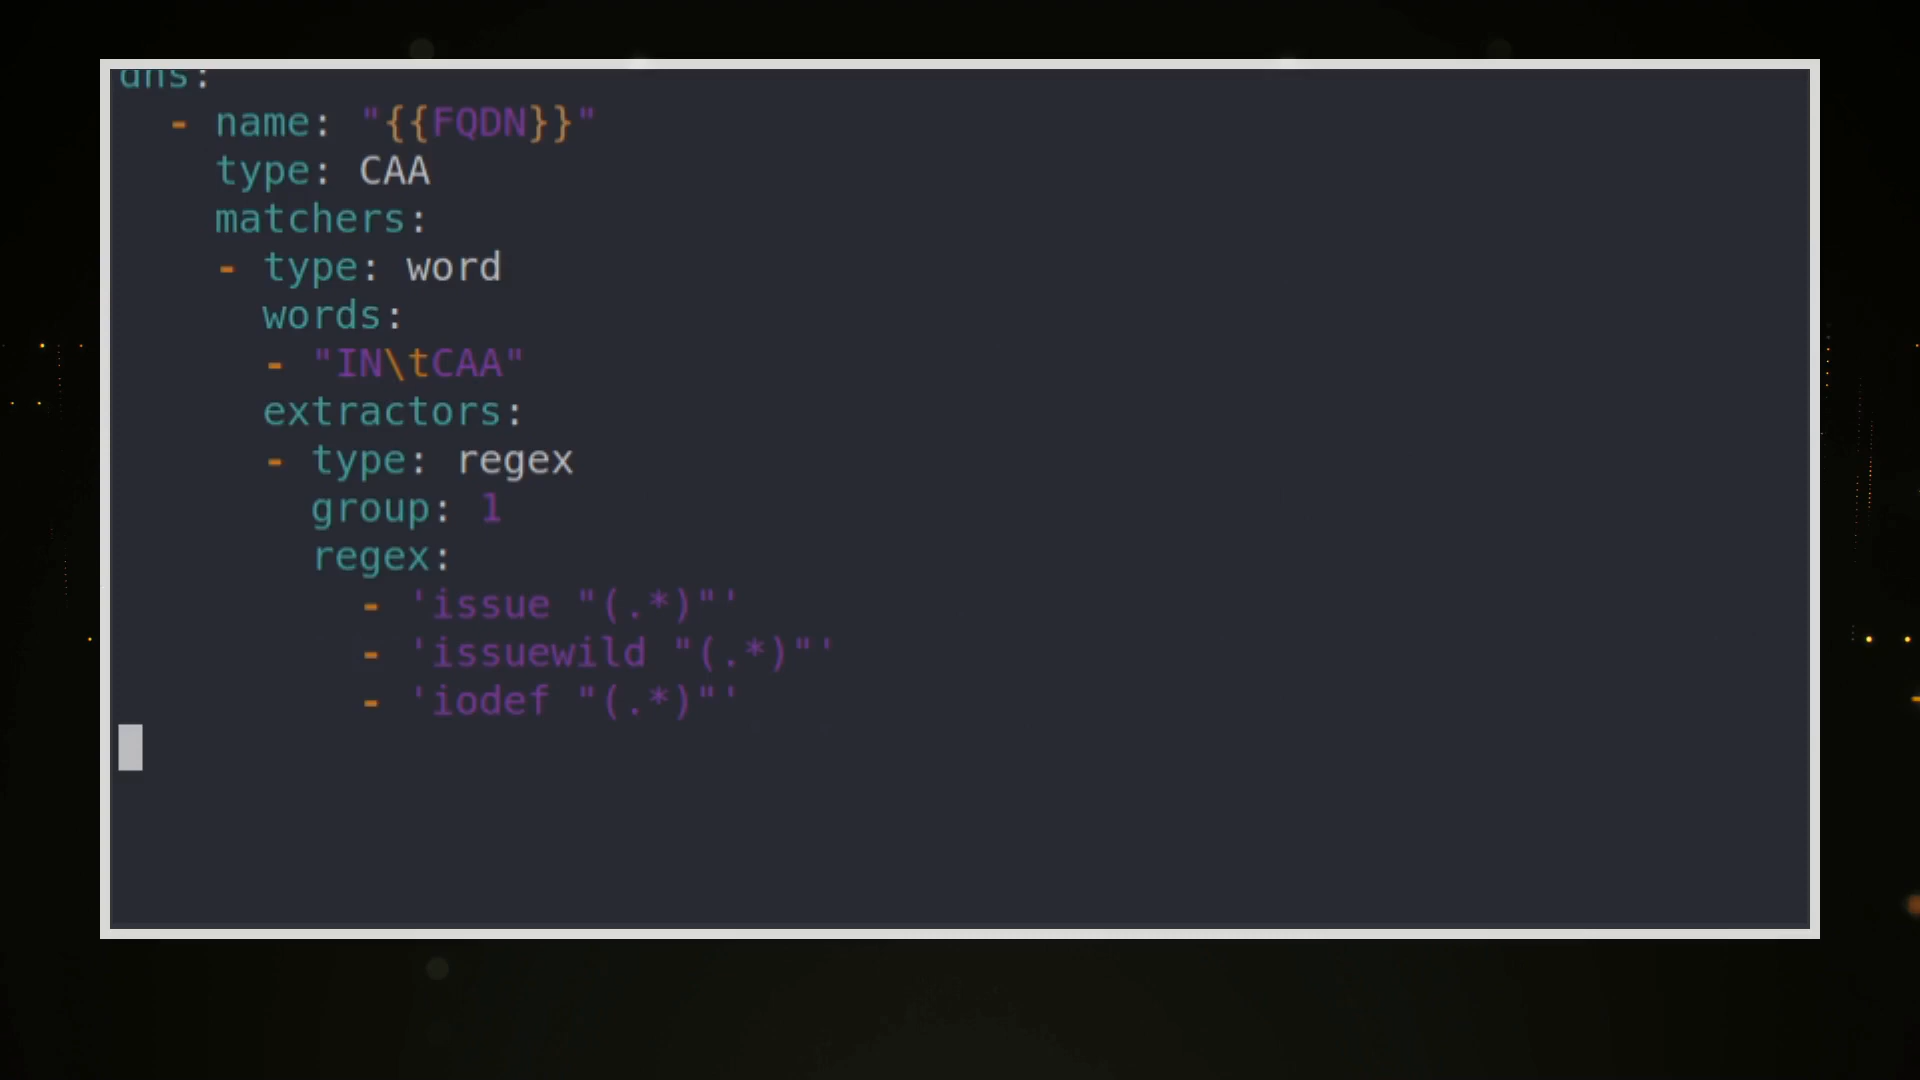 dns:
  - name: "{{FQDN}}"
    type: CAA
    matchers:
    - type: word
      words:
      - "IN\tCAA"
      extractors:
      - type: regex
        group: 1
        regex:
          - 'issue "(.*)"'
          - 'issuewild "(.*)"'
          - 'iodef "(.*)"'